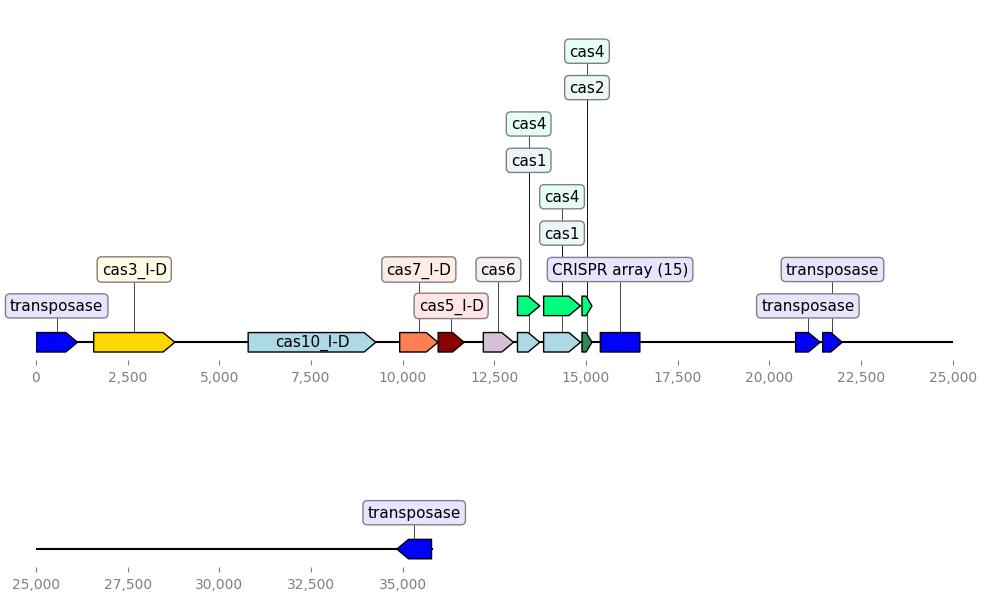 cas4
cas2
cas4
cas1
cas4
cas1
cas3_I-D
cas7_I-D
cas6
CRISPR array (15)
transposase
transposase
cas5_I-D
transposase
cas10_I-D
0
2,500
5,000
7,500
10,000
12,500
15,000
17,500
20,000
22,500
25,000
transposase
25,000
27,500
30,000
32,500
35,000